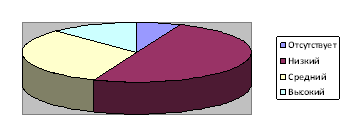 Отсутствует
Низкий
Средний
Высокий